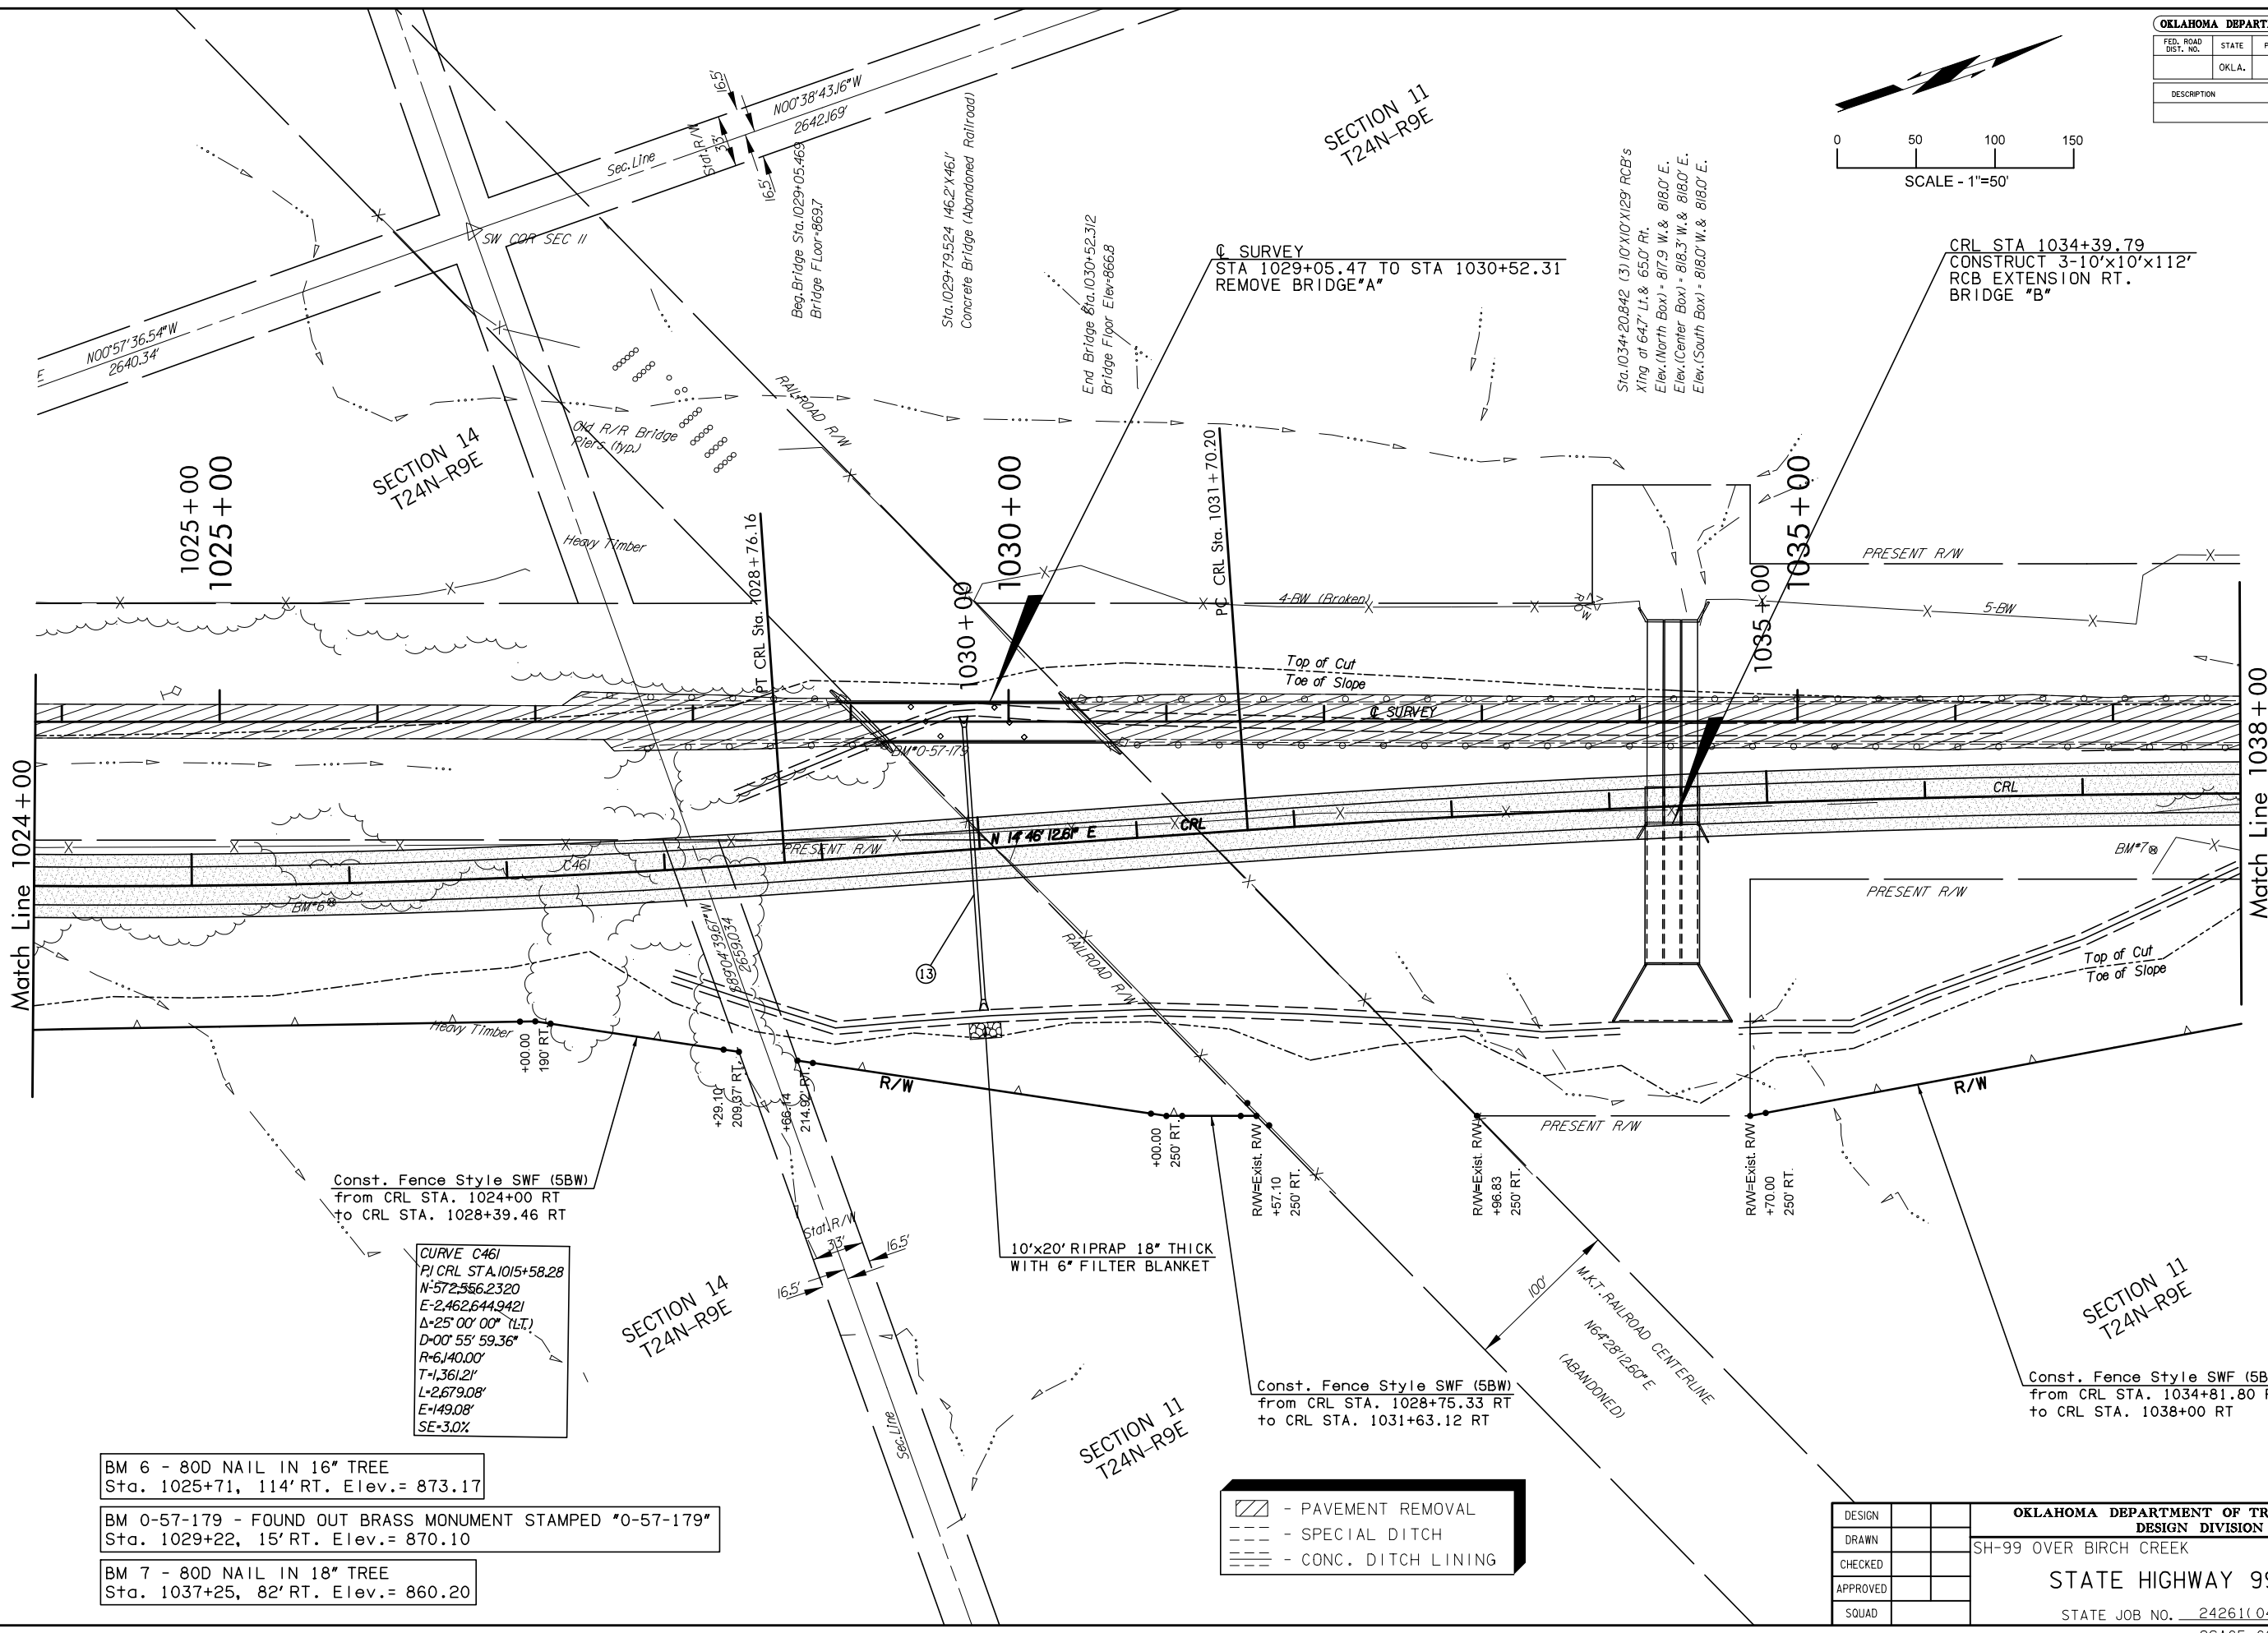 OKLAHOMA DEPART
FED. ROAD DIST. NO.
STATE
OKLA.
DESCRIPTION
0 50 100 150
SCALE - 1"=50'
SECTION 11
T24N-R9E
N00°38'43.16"W
2642.169'
Sec.Line
Stat.R/W
33'
16.5'
16.5'
SW COR SEC 11
N00°57'36.54"W
2640.34'
E
Beg.Bridge Sta.1029+05.469
Bridge FLoor=869.7
Sta.1029+79.524 146.2'X46.1'
Concrete Bridge (Abandoned Railroad)
End Bridge Sta.1030+52.312
Bridge Floor Elev=866.8
℄ SURVEY
STA 1029+05.47 TO STA 1030+52.31
REMOVE BRIDGE"A"
Sta.1034+20.842 (3)10'X10'X129' RCB's
Xing at 64.7' Lt.& 65.0' Rt.
Elev.(North Box) = 817.9 W.& 818.0' E.
Elev.(Center Box) = 818.3' W.& 818.0' E.
Elev.(South Box) = 818.0' W.& 818.0' E.
CRL STA 1034+39.79
CONSTRUCT 3-10'x10'x112'
RCB EXTENSION RT.
BRIDGE "B"
RAILROAD R/W
Old R/R Bridge
Piers (typ.)
SECTION 14
T24N-R9E
1025+00
1025+00
Heavy Timber
PT CRL Sta. 1028+76.16
1030+00
1030+00
PC CRL Sta. 1031+70.20
4-BW (Broken)
R/W
1035+00
1035+00
PRESENT R/W
5-BW
Top of Cut
Toe of Slope
℄ SURVEY
BM#0-57-179
Match Line 1024+00
Match Line 1038+00
CRL
N 14°46'12.61" E
CRL
PRESENT R/W
C461
BM#6
BM#7
PRESENT R/W
S89°04'39.67"W
2659.034
13
RAILROAD R/W
Top of Cut
Toe of Slope
Heavy Timber
+00.00
190' RT.
+29.10
209.37' RT.
+66.14
214.92' RT.
R/W
+00.00
250' RT.
R/W=Exist. R/W
+57.10
250' RT.
R/W=Exist. R/W
+96.83
250' RT.
PRESENT R/W
R/W=Exist. R/W
+70.00
250' RT.
R/W
Const. Fence Style SWF (5BW)
from CRL STA. 1024+00 RT
to CRL STA. 1028+39.46 RT
CURVE C461
P.I CRL STA.1015+58.28
N-572,556.2320
E-2,462,644.9421
Δ=25°00'00" (LT.)
D=00°55'59.36"
R=6,140.00'
T=1,361.21'
L=2,679.08'
E=149.08'
SE=3.0%
Stat.R/W
33'
16.5'
16.5'
10'x20' RIPRAP 18" THICK
WITH 6" FILTER BLANKET
SECTION 14
T24N-R9E
Sec.Line
SECTION 11
T24N-R9E
Const. Fence Style SWF (5BW)
from CRL STA. 1028+75.33 RT
to CRL STA. 1031+63.12 RT
100'
M.K.T. RAILROAD CENTERLINE
N64°28'12.60"E
(ABANDONED)
SECTION 11
T24N-R9E
Const. Fence Style SWF (5B
from CRL STA. 1034+81.80
to CRL STA. 1038+00 RT
BM 6 - 80D NAIL IN 16" TREE
Sta. 1025+71, 114'RT. Elev.= 873.17
BM 0-57-179 - FOUND OUT BRASS MONUMENT STAMPED "0-57-179"
Sta. 1029+22, 15'RT. Elev.= 870.10
BM 7 - 80D NAIL IN 18" TREE
Sta. 1037+25, 82'RT. Elev.= 860.20
- PAVEMENT REMOVAL
- SPECIAL DITCH
- CONC. DITCH LINING
DESIGN
DRAWN
CHECKED
APPROVED
SQUAD
OKLAHOMA DEPARTMENT OF TR
DESIGN DIVISION
SH-99 OVER BIRCH CREEK
STATE HIGHWAY 99
STATE JOB NO. 24261(04